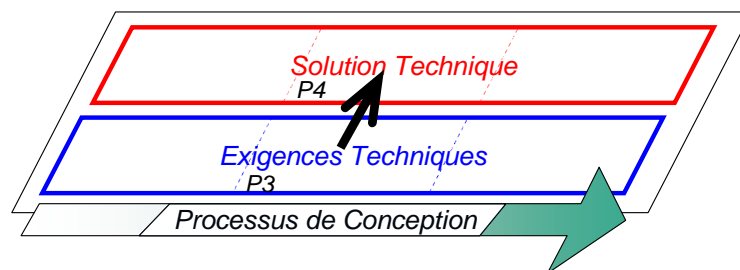 Solution Technique
P4
Exigences Techniques
P3
Processus de Conception